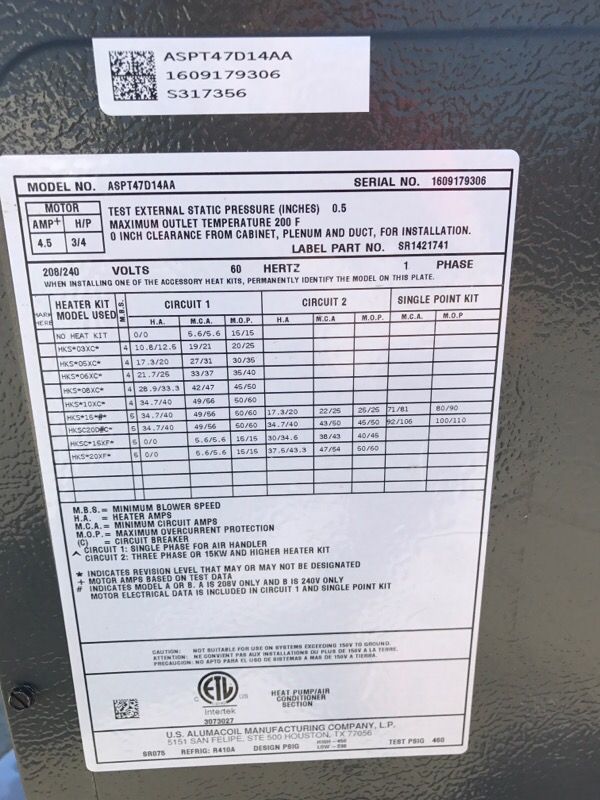 ASPT47D14AA
1609179306
S317356
MODEL NO. ASPT47D14AA SERIAL NO. 1609179306
MOTOR
AMP+ H/P
4.5 3/4
TEST EXTERNAL STATIC PRESSURE (INCHES) 0.5
MAXIMUM OUTLET TEMPERATURE 200 F
0 INCH CLEARANCE FROM CABINET, PLENUM AND DUCT, FOR INSTALLATION.
LABEL PART NO. SR1421741
208/240 VOLTS 60 HERTZ 1 PHASE
WHEN INSTALLING ONE OF THE ACCESSORY HEAT KITS, PERMANENTLY IDENTIFY THE MODEL ON THIS PLATE.
MARK HERE HEATER KIT MODEL USED M.B.S. CIRCUIT 1 CIRCUIT 2 SINGLE POINT KIT
H.A. M.C.A. M.O.P. H.A M.C.A M.O.P. M.C.A. M.O.P
NO HEAT KIT 0/0 5.6/5.6 15/15
HKS*03XC* 4 10.8/12.5 19/21 20/25
HKS*05XC* 4 17.3/20 27/31 30/35
HKS*06XC* 4 21.7/25 33/37 35/40
HKS*08XC* 4 28.9/33.3 42/47 45/50
HKS*10XC* 4 34.7/40 49/56 50/60
HKS*15*#* 5 34.7/40 49/56 50/60 17.3/20 22/25 25/25 71/81 80/90
HKSC20D#C* 5 34.7/40 49/56 50/60 34.7/40 43/50 45/50 92/106 100/110
HKSC*15XF* 5 0/0 5.6/5.6 15/15 30/34.6 38/43 40/45
HKS*20XF* 5 0/0 5.6/5.6 15/15 37.5/43.3 47/54 50/60
M.B.S.= MINIMUM BLOWER SPEED
H.A. = HEATER AMPS
M.C.A.= MINIMUM CIRCUIT AMPS
M.O.P.= MAXIMUM OVERCURRENT PROTECTION
(C) = CIRCUIT BREAKER
^ CIRCUIT 1: SINGLE PHASE FOR AIR HANDLER
CIRCUIT 2: THREE PHASE OR 15KW AND HIGHER HEATER KIT
* INDICATES REVISION LEVEL THAT MAY OR MAY NOT BE DESIGNATED
+ MOTOR AMPS BASED ON TEST DATA
# INDICATES MODEL A OR B. A IS 208V ONLY AND B IS 240V ONLY
MOTOR ELECTRICAL DATA IS INCLUDED IN CIRCUIT 1 AND SINGLE POINT KIT
CAUTION: NOT SUITABLE FOR USE ON SYSTEMS EXCEEDING 150V TO GROUND.
ATTENTION: NE CONVIENT PAS AUX INSTALLATIONS DU PLUS DE 150V A LA TERRE.
PRECAUCION: NO APTO PARA EL USO DE SISTEMAS A MAS DE 150V A TIERRA.
C ETL US
Intertek
3073027
HEAT PUMP/AIR
CONDITIONER
SECTION
U.S. ALUMACOIL MANUFACTURING COMPANY, L.P.
5151 SAN FELIPE, STE 500 HOUSTON, TX 77056
SR075 REFRIG: R410A DESIGN PSIG HIGH LOW TEST PSIG 460